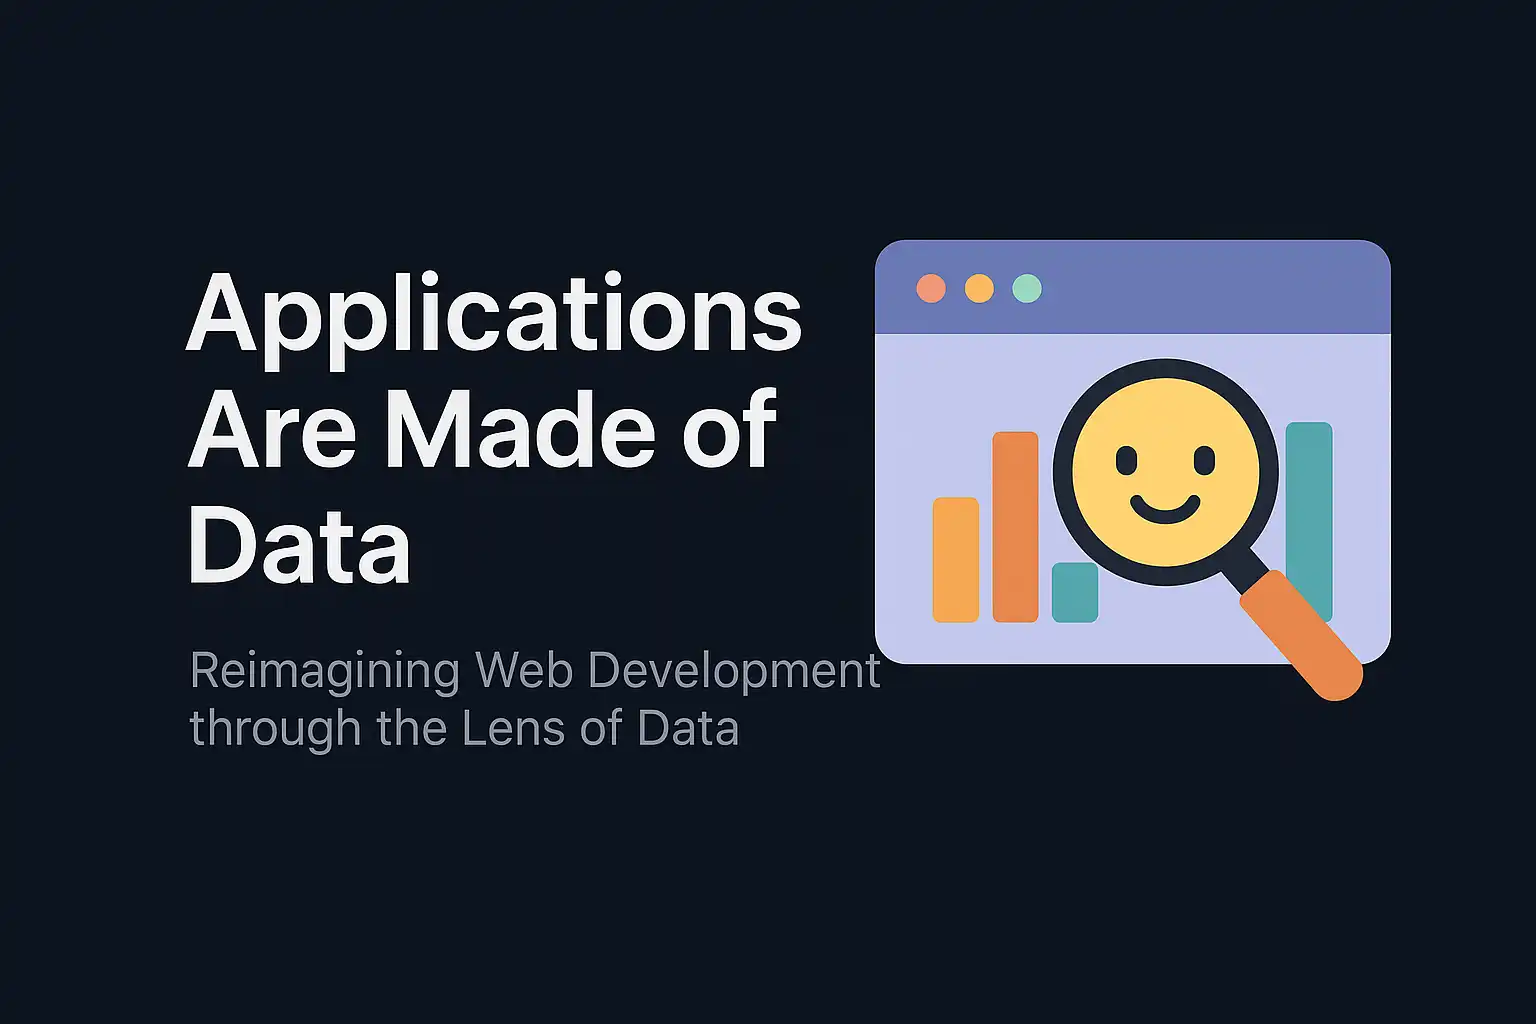 Applications
Are Made of
Data
Reimagining Web Development
through the Lens of Data